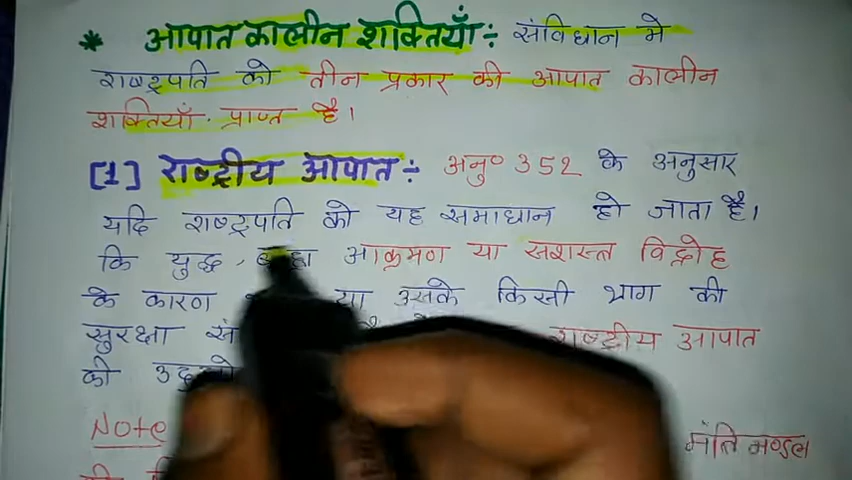 * आपात कालीन शक्तियाँ ÷ संविधान मे
राष्ट्रपति को तीन प्रकार की आपात कालीन
शक्तियाँ प्राप्त है।
[1] राष्ट्रीय आपात ÷ अनु० 352 के अनुसार
यदि राष्ट्रपति को यह समाधान हो जाता है।
कि युद्ध, आक्रमण या सशस्त विद्रोह
के कारण या उसके किसी भाग की
सुरक्षा राष्ट्रीय आपात
की
Note मंत्रि मण्डल